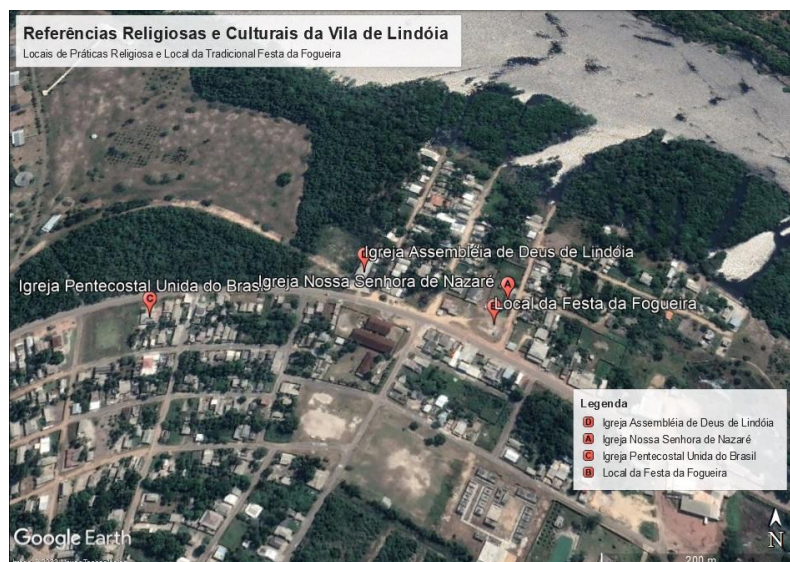 Referências Religiosas e Culturais da Vila de Lindóia
Locais de Práticas Religiosa e Local da Tradicional Festa da Fogueira
Igreja Assembléia de Deus de Lindóia
Igreja Pentecostal Unida do Bras
Igreja Nossa Senhora de Nazaré
A
C
Local da Festa da Fogueira
Legenda
D Igreja Assembléia de Deus de Lindóia
A Igreja Nossa Senhora de Nazaré
C Igreja Pentecostal Unida do Brasil
B Local da Festa da Fogueira
Google Earth
N
200 m